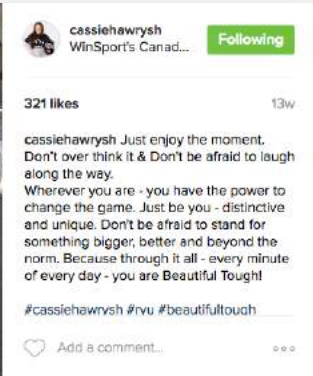 cassiehawrysh
WinSport's Canad...
Following
321 likes
13w
cassiehawrysh Just enjoy the moment.
Don't over think it & Don't be afraid to laugh
along the way.
Wherever you are - you have the power to
change the game. Just be you - distinctive
and unique. Don't be afraid to stand for
something bigger, better and beyond the
norm. Because through it all - every minute
of every day - you are Beautiful Tough!
#cassiehawrysh #rvu #beautifultough
Add a comment...